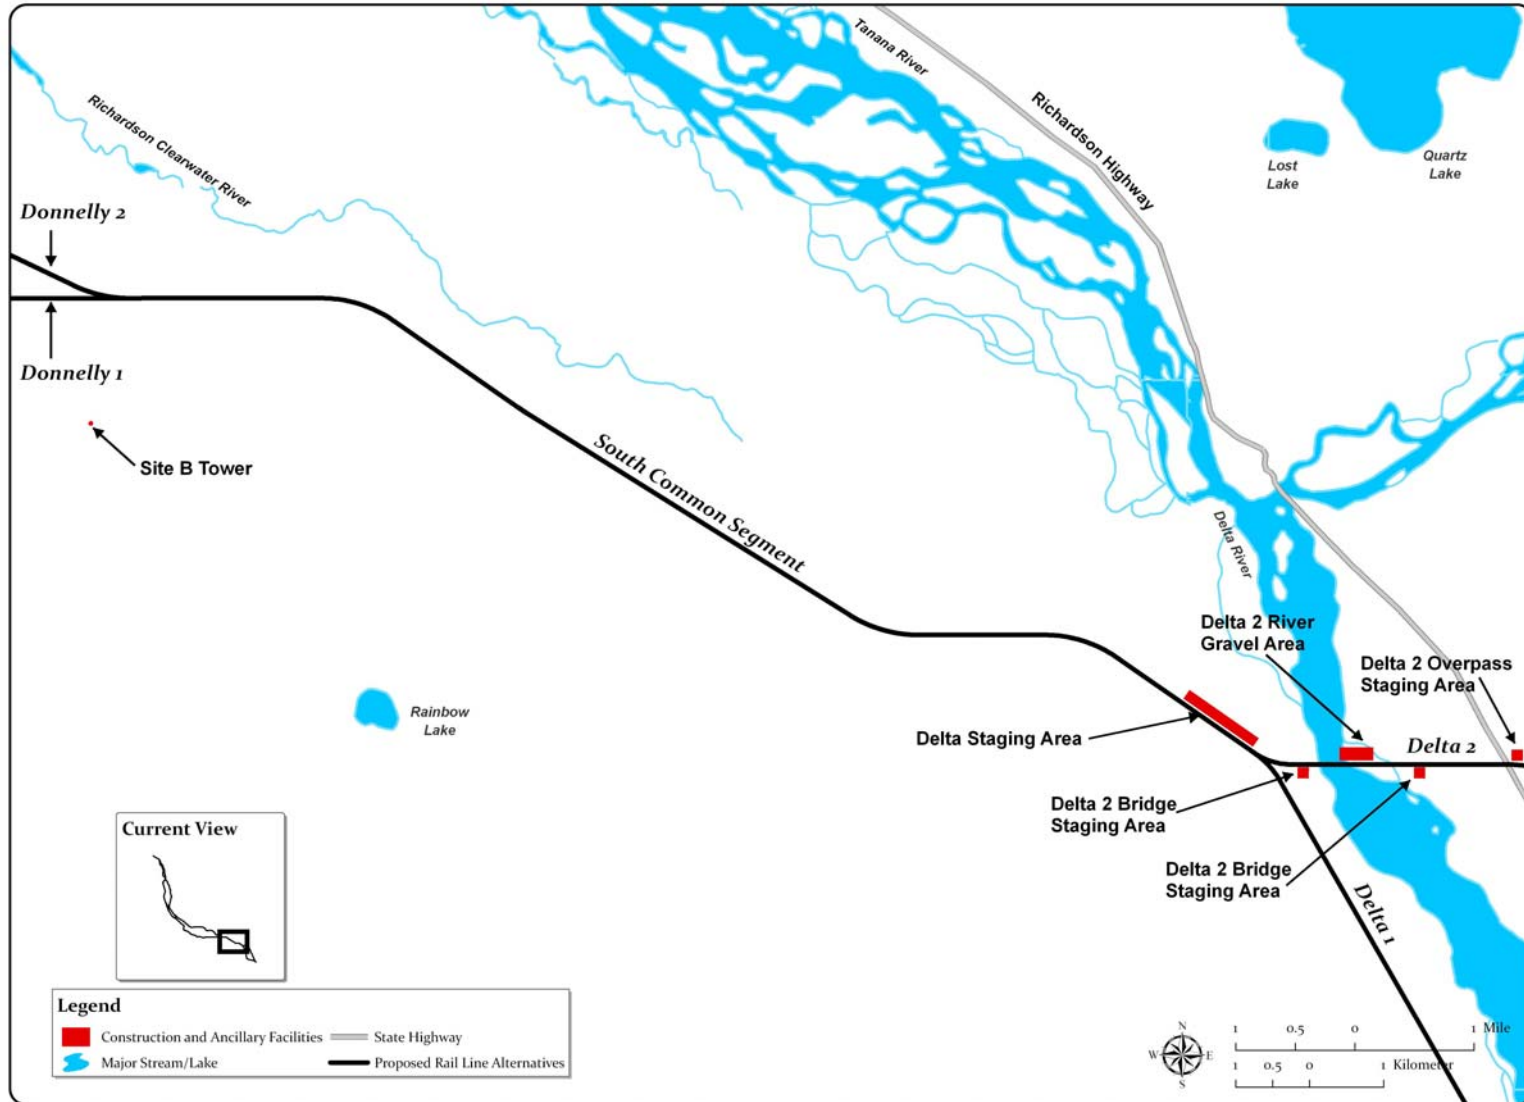 Tanana River
Richardson Highway
Richardson Clearwater River
Lost
Lake
Quartz
Lake
Donnelly 2
Donnelly 1
Site B Tower
South Common Segment
Delta River
Delta 2 River
Gravel Area
Delta 2 Overpass
Staging Area
Rainbow
Lake
Delta Staging Area
Delta 2
Delta 2 Bridge
Staging Area
Delta 2 Bridge
Staging Area
Delta 1
Current View
Legend
Construction and Ancillary Facilities
State Highway
Major Stream/Lake
Proposed Rail Line Alternatives
N
W
E
S
1 0.5 0 1 Mile
1 0.5 0 1 Kilometer